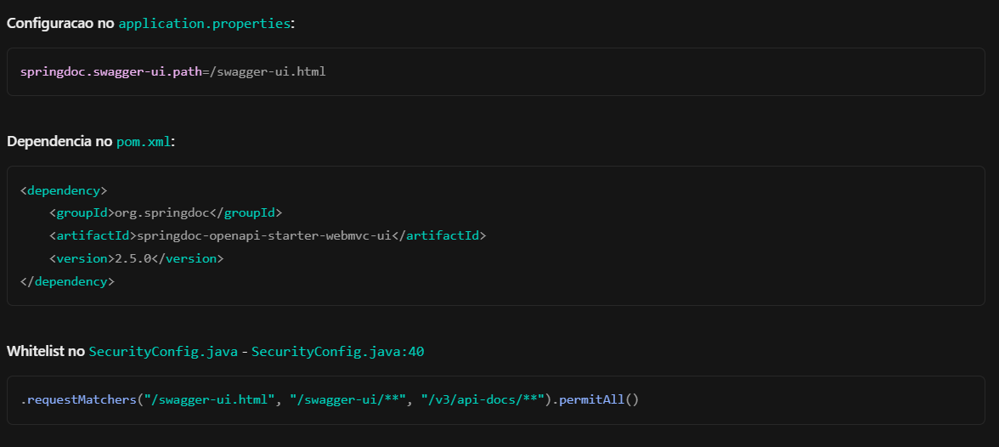 Configuracao no application.properties:
springdoc.swagger-ui.path=/swagger-ui.html
Dependencia no pom.xml:
<dependency>
    <groupId>org.springdoc</groupId>
    <artifactId>springdoc-openapi-starter-webmvc-ui</artifactId>
    <version>2.5.0</version>
</dependency>
Whitelist no SecurityConfig.java - SecurityConfig.java:40
.requestMatchers("/swagger-ui.html", "/swagger-ui/**", "/v3/api-docs/**").permitAll()